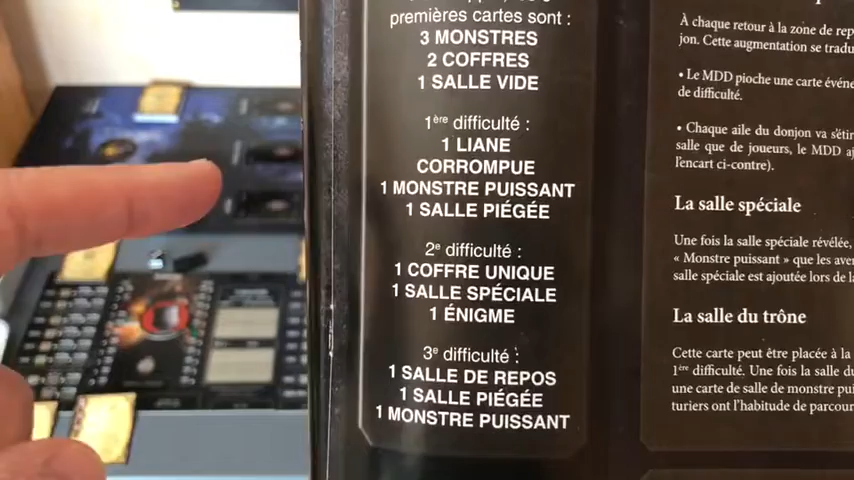 premières cartes sont :
3 MONSTRES
2 COFFRES
1 SALLE VIDE
1ère difficulté :
1 LIANE
CORROMPUE
1 MONSTRE PUISSANT
1 SALLE PIÉGÉE
2e difficulté :
1 COFFRE UNIQUE
1 SALLE SPÉCIALE
1 ÉNIGME
3e difficulté :
1 SALLE DE REPOS
1 SALLE PIÉGÉE
1 MONSTRE PUISSANT
À chaque retour à la zone de rep
jon. Cette augmentation se tradu
• Le MDD pioche une carte évén
de difficulté.
• Chaque aile du donjon va s'étir
salle que de joueurs, le MDD aj
l'encart ci-contre).
La salle spéciale
Une fois la salle spéciale révélée,
« Monstre puissant » que les aven
salle spéciale est ajoutée lors de la
La salle du trône
Cette carte peut être placée à la
1ère difficulté. Une fois la salle du
une carte de salle de monstre pui
turiers ont l'habitude de parcour